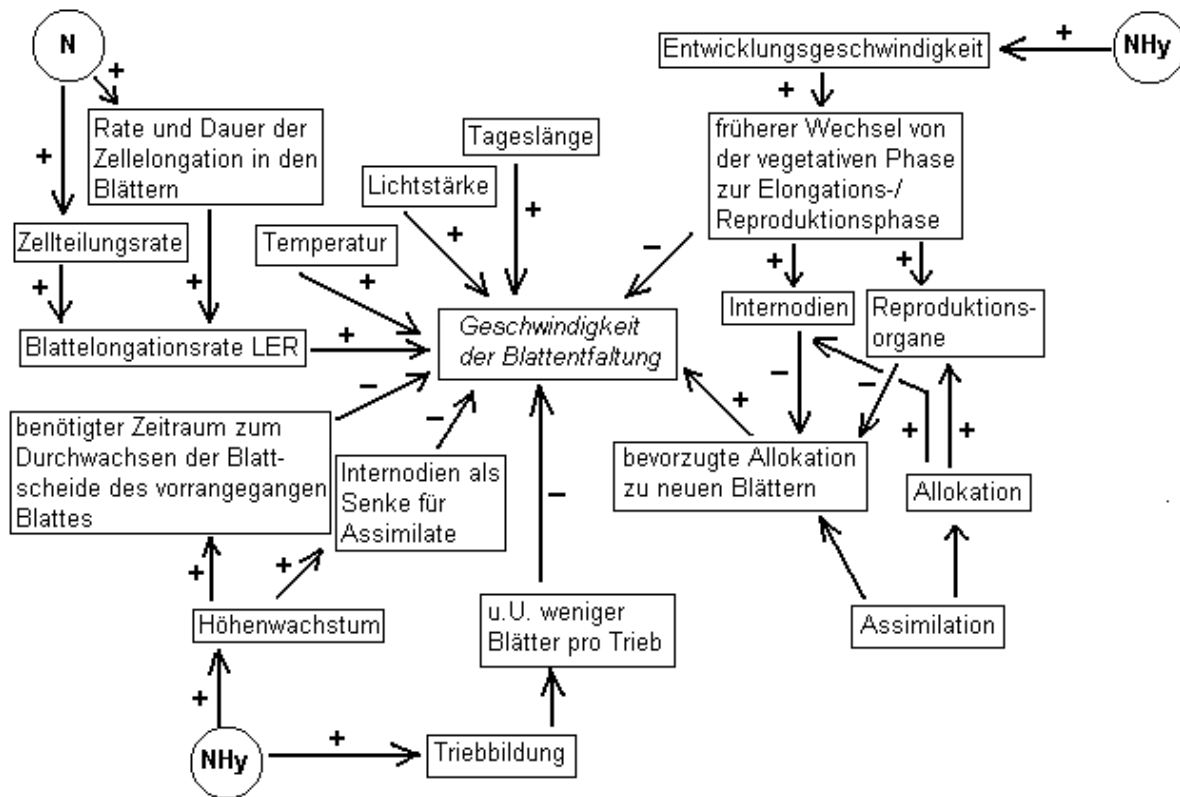 N
NHy
Entwicklungsgeschwindigkeit
+
+
+
+
Rate und Dauer der
Zellelongation in den
Blättern
früherer Wechsel von
der vegetativen Phase
zur Elongations-/
Reproduktionsphase
Tageslänge
Lichtstärke
+
+
+
Zellteilungsrate
Temperatur
+
−
+
+
+
+
Internodien
Reproduktions-
organe
Geschwindigkeit
der Blattentfaltung
Blattelongationsrate LER
+
−
−
−
−
+
+
+
benötigter Zeitraum zum
Durchwachsen der Blatt-
scheide des vorrangegangen
Blattes
Internodien als
Senke für
Assimilate
bevorzugte Allokation
zu neuen Blättern
Allokation
−
+
+
Höhenwachstum
u.U. weniger
Blätter pro Trieb
Assimilation
+
NHy
+
Triebbildung